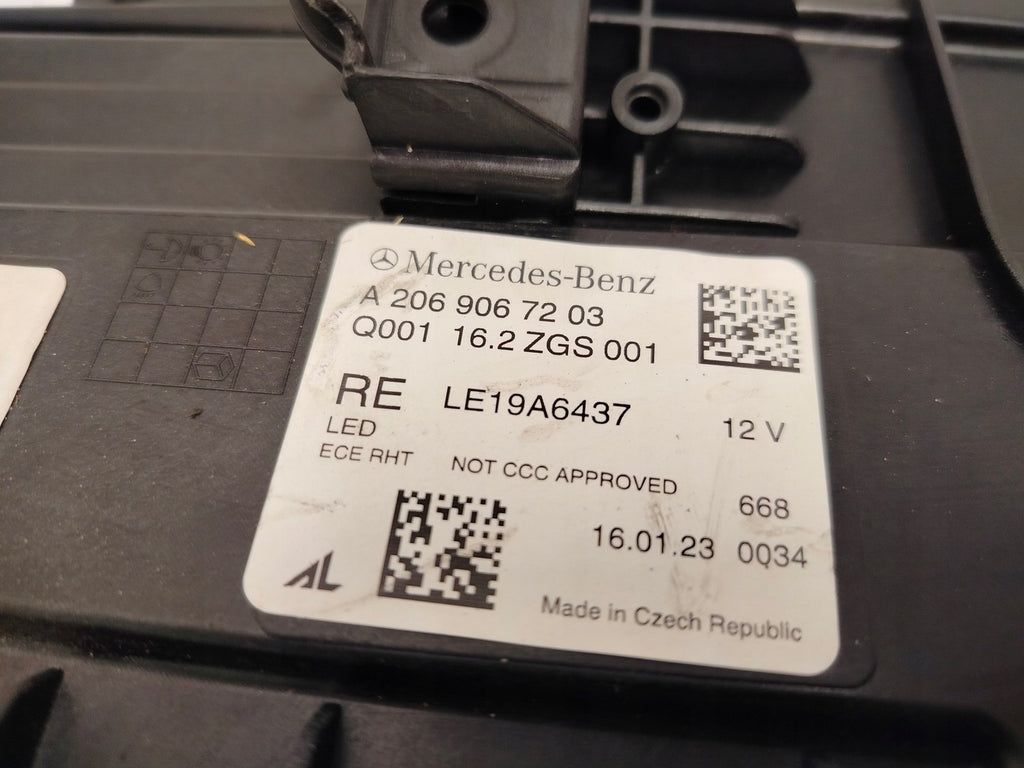 Mercedes-Benz
A 206 906 72 03
Q001 16.2 ZGS 001
RE LE19A6437 12 V
LED
ECE RHT NOT CCC APPROVED
668
16.01.23 0034
AL
Made in Czech Republic